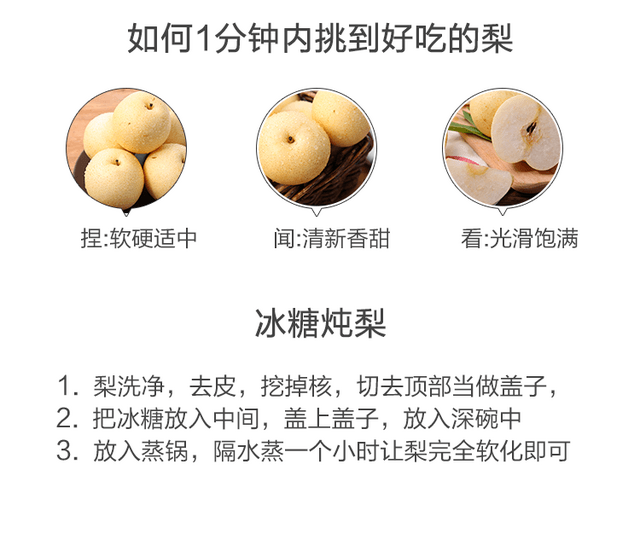 如何1分钟内挑到好吃的梨
捏:软硬适中 闻:清新香甜 看:光滑饱满
冰糖炖梨
1. 梨洗净，去皮，挖掉核，切去顶部当做盖子，
2. 把冰糖放入中间，盖上盖子，放入深碗中
3. 放入蒸锅，隔水蒸一个小时让梨完全软化即可